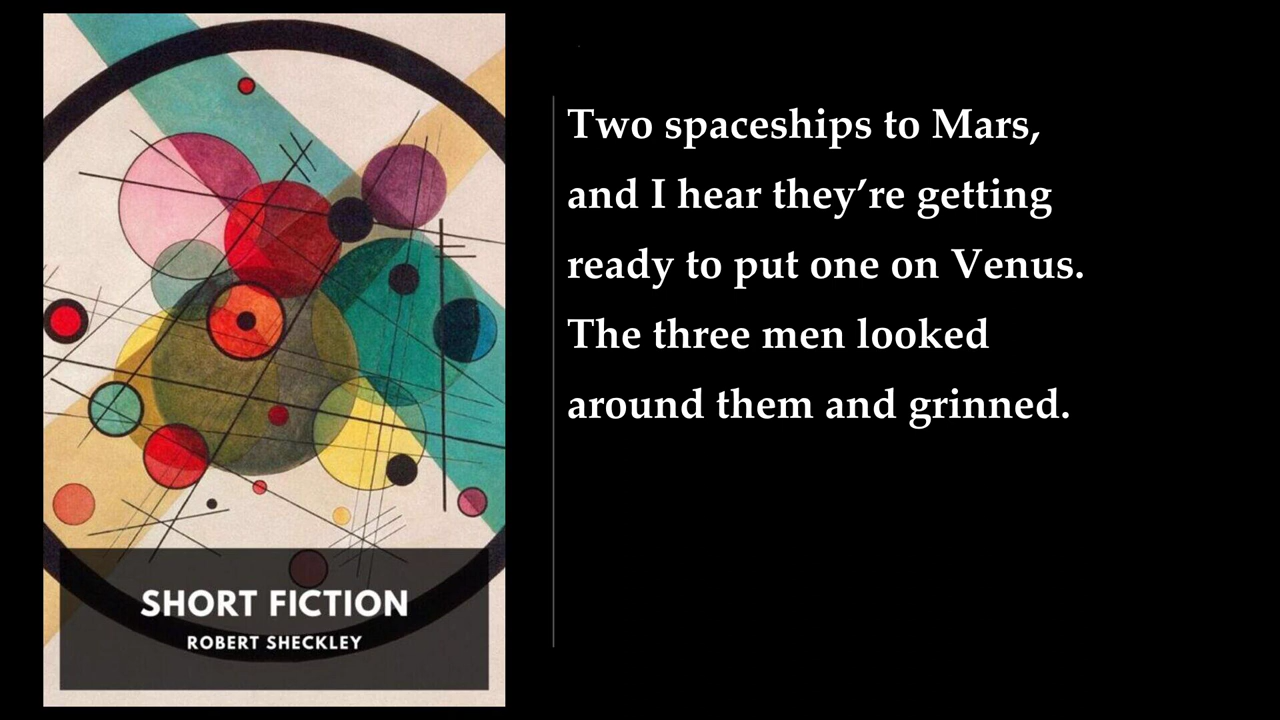 SHORT FICTION
ROBERT SHECKLEY
Two spaceships to Mars,
and I hear they’re getting
ready to put one on Venus.
The three men looked
around them and grinned.